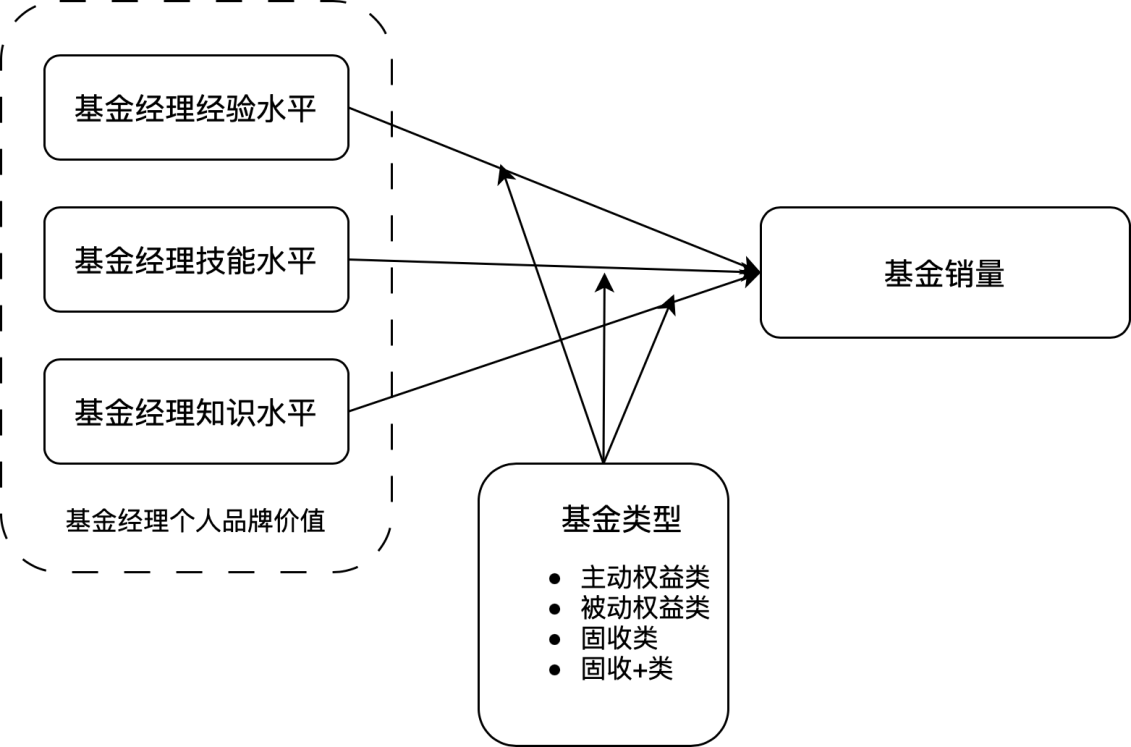 基金经理经验水平
基金经理技能水平
基金销量
基金经理知识水平
基金经理个人品牌价值
基金类型
主动权益类
被动权益类
固收类
固收+类